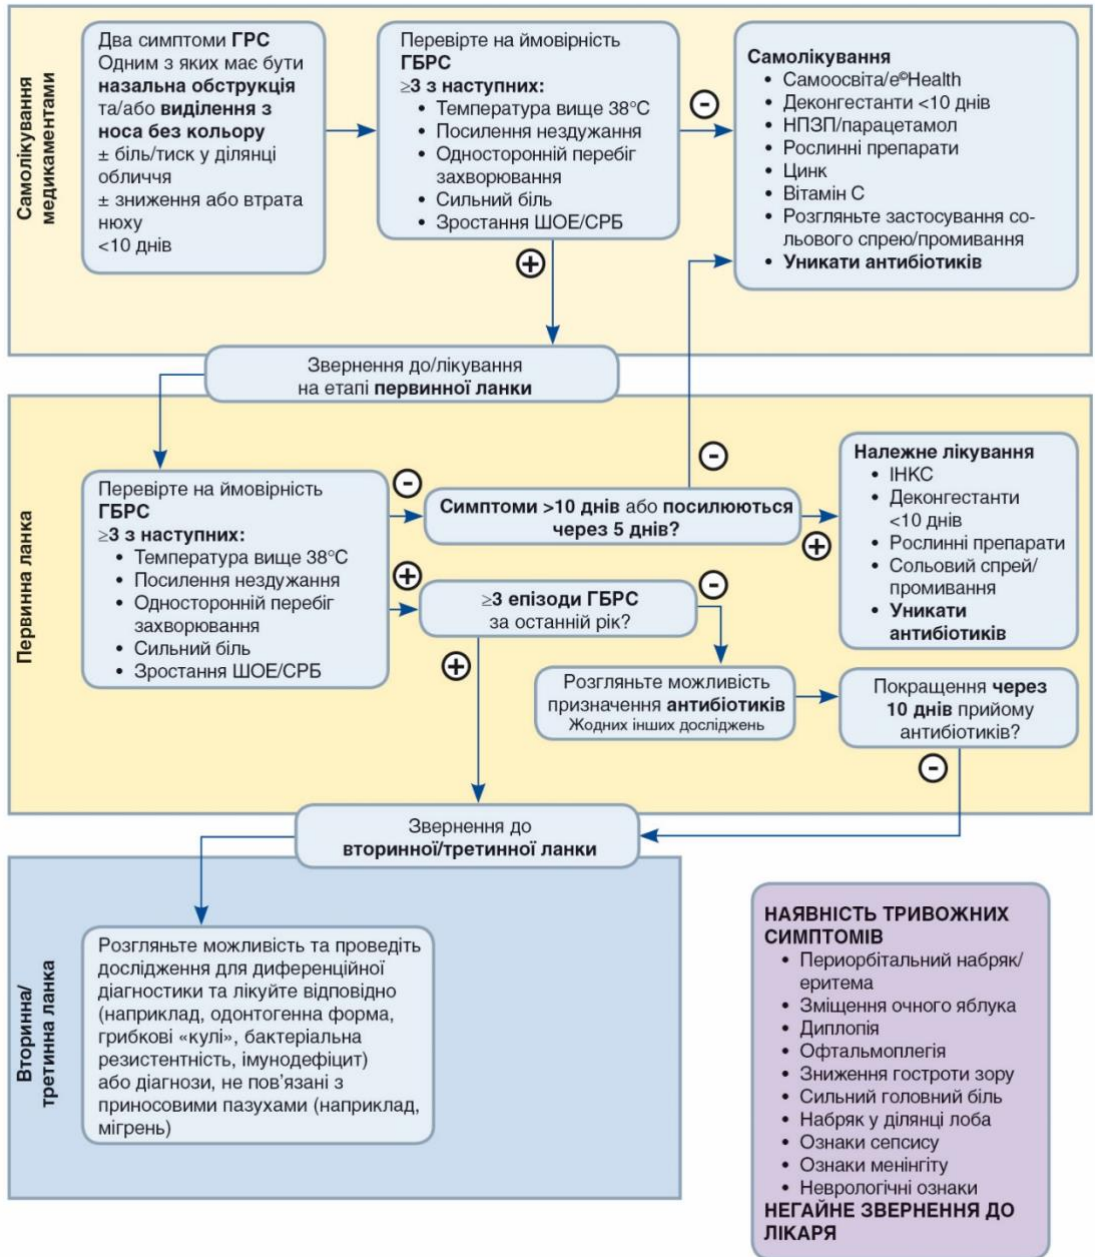 Самолікування
медикаментами
Два симптоми ГРС
Одним з яких має бути
назальна обструкція
та/або виділення з
носа без кольору
± біль/тиск у ділянці
обличчя
± зниження або втрата
нюху
<10 днів
Перевірте на ймовірність
ГБРС
≥3 з наступних:
• Температура вище 38°C
• Посилення нездужання
• Односторонній перебіг
захворювання
• Сильний біль
• Зростання ШОЕ/СРБ
-
+
Самолікування
• Самоосвіта/e©Health
• Деконгестанти <10 днів
• НПЗП/парацетамол
• Рослинні препарати
• Цинк
• Вітамін С
• Розгляньте застосування со-
льового спрею/промивання
• Уникати антибіотиків
Звернення до/лікування
на етапі первинної ланки
Первинна ланка
Перевірте на ймовірність
ГБРС
≥3 з наступних:
• Температура вище 38°C
• Посилення нездужання
• Односторонній перебіг
захворювання
• Сильний біль
• Зростання ШОЕ/СРБ
-
Симптоми >10 днів або посилюються
через 5 днів?
-
+
Належне лікування
• ІНКС
• Деконгестанти
<10 днів
• Рослинні препарати
• Сольовий спрей/
промивання
• Уникати
антибіотиків
+
≥3 епізоди ГБРС
за останній рік?
-
+
Розгляньте можливість
призначення антибіотиків
Жодних інших досліджень
Покращення через
10 днів прийому
антибіотиків?
-
Звернення до
вторинної/третинної ланки
Вторинна/
третинна ланка
Розгляньте можливість та проведіть
дослідження для диференційної
діагностики та лікуйте відповідно
(наприклад, одонтогенна форма,
грибкові «кулі», бактеріальна
резистентність, імунодефіцит)
або діагнози, не пов’язані з
приносовими пазухами (наприклад,
мігрень)
НАЯВНІСТЬ ТРИВОЖНИХ
СИМПТОМІВ
• Периорбітальний набряк/
еритема
• Зміщення очного яблука
• Диплопія
• Офтальмоплегія
• Зниження гостроти зору
• Сильний головний біль
• Набряк у ділянці лоба
• Ознаки сепсису
• Ознаки менінгіту
• Неврологічні ознаки
НЕГАЙНЕ ЗВЕРНЕННЯ ДО
ЛІКАРЯ